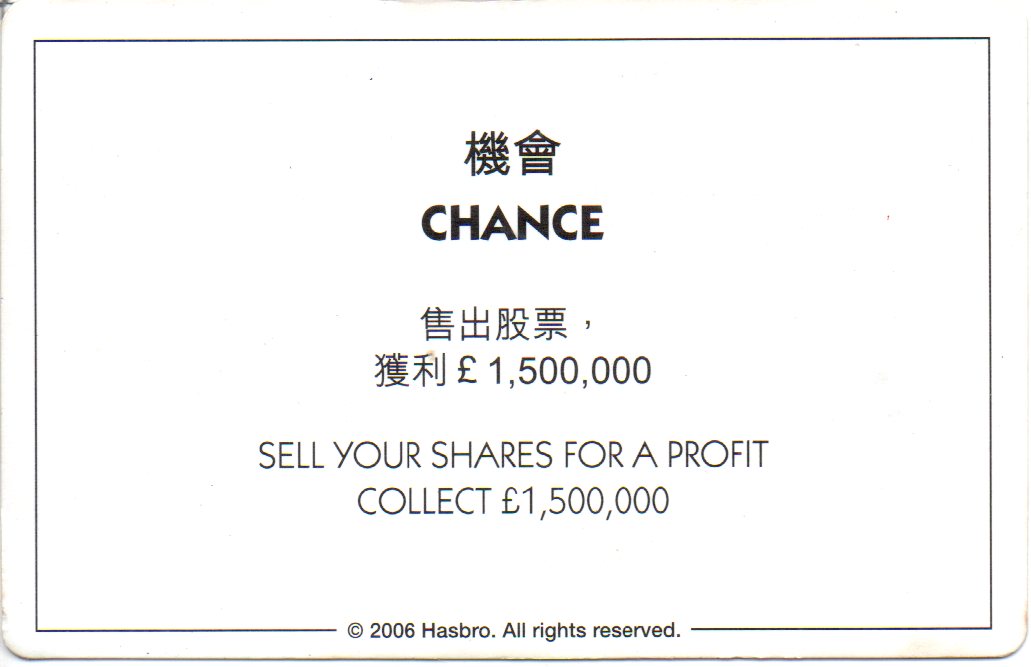 機會
CHANCE
售出股票，
獲利£1,500,000
SELL YOUR SHARES FOR A PROFIT
COLLECT £1,500,000
© 2006 Hasbro. All rights reserved.